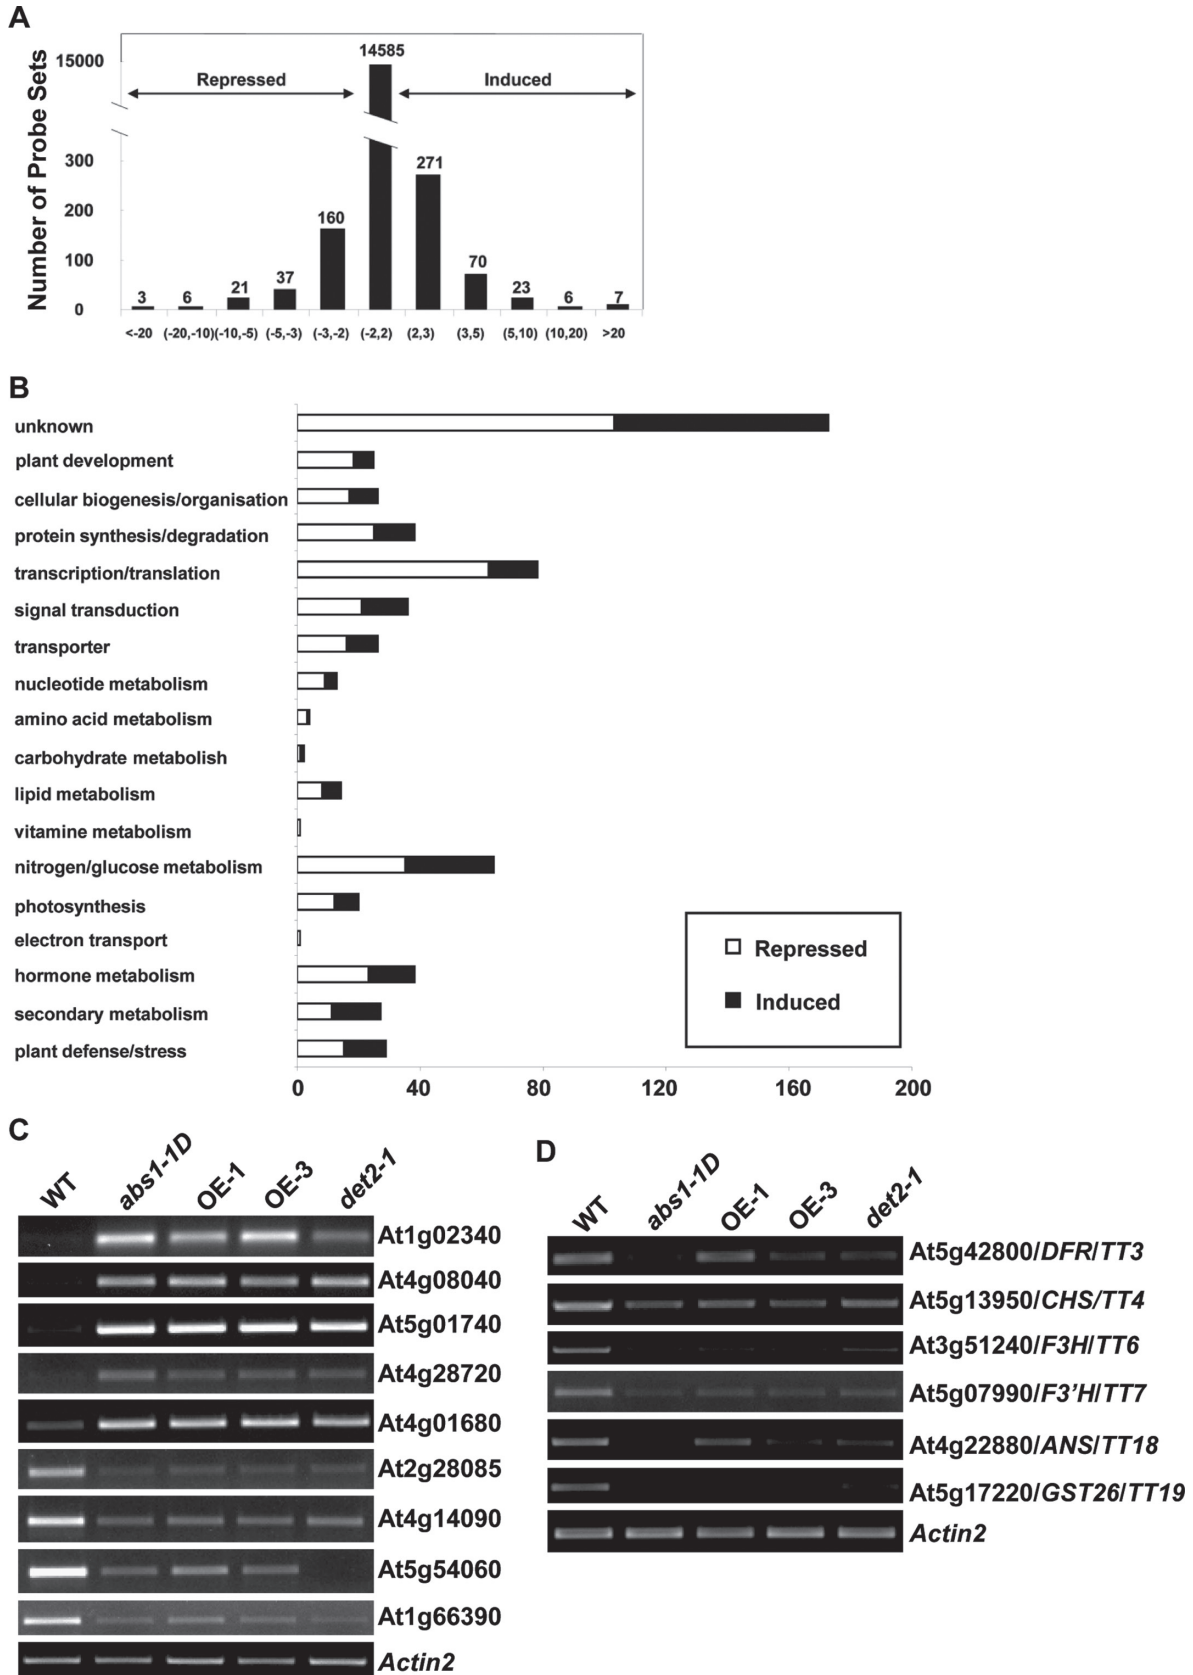 A
Number of Probe Sets
15000
300
200
100
0
Repressed
Induced
14585
271
160
70
37
21
23
3
6
6
7
<-20 (-20,-10) (-10,-5) (-5,-3) (-3,-2) (-2,2) (2,3) (3,5) (5,10) (10,20) >20
B
unknown
plant development
cellular biogenesis/organisation
protein synthesis/degradation
transcription/translation
signal transduction
transporter
nucleotide metabolism
amino acid metabolism
carbohydrate metabolish
lipid metabolism
vitamine metabolism
nitrogen/glucose metabolism
photosynthesis
electron transport
hormone metabolism
secondary metabolism
plant defense/stress
Repressed
Induced
0 40 80 120 160 200
C
WT abs1-1D OE-1 OE-3 det2-1
At1g02340
At4g08040
At5g01740
At4g28720
At4g01680
At2g28085
At4g14090
At5g54060
At1g66390
Actin2
D
WT abs1-1D OE-1 OE-3 det2-1
At5g42800/DFR/TT3
At5g13950/CHS/TT4
At3g51240/F3H/TT6
At5g07990/F3'H/TT7
At4g22880/ANS/TT18
At5g17220/GST26/TT19
Actin2